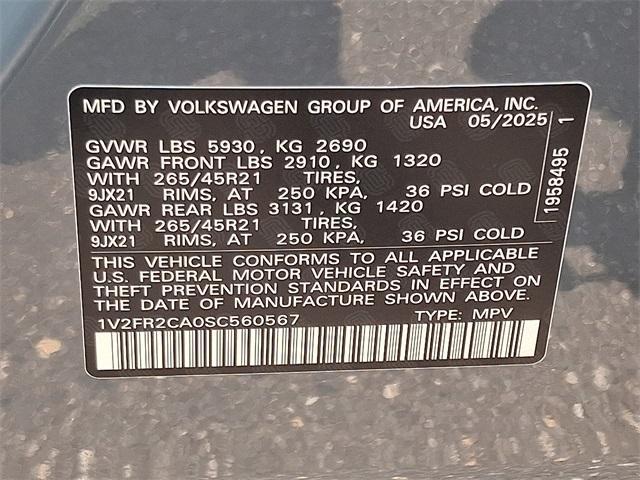 MFD BY VOLKSWAGEN GROUP OF AMERICA, INC.
USA 05/2025
GVWR LBS 5930, KG 2690
GAWR FRONT LBS 2910, KG 1320
WITH 265/45R21 TIRES,
9JX21 RIMS, AT 250 KPA, 36 PSI COLD
GAWR REAR LBS 3131, KG 1420
WITH 265/45R21 TIRES,
9JX21 RIMS, AT 250 KPA, 36 PSI COLD
THIS VEHICLE CONFORMS TO ALL APPLICABLE
U.S. FEDERAL MOTOR VEHICLE SAFETY AND
THEFT PREVENTION STANDARDS IN EFFECT ON
THE DATE OF MANUFACTURE SHOWN ABOVE.
1V2FR2CA0SC560567 TYPE: MPV
1958495 1